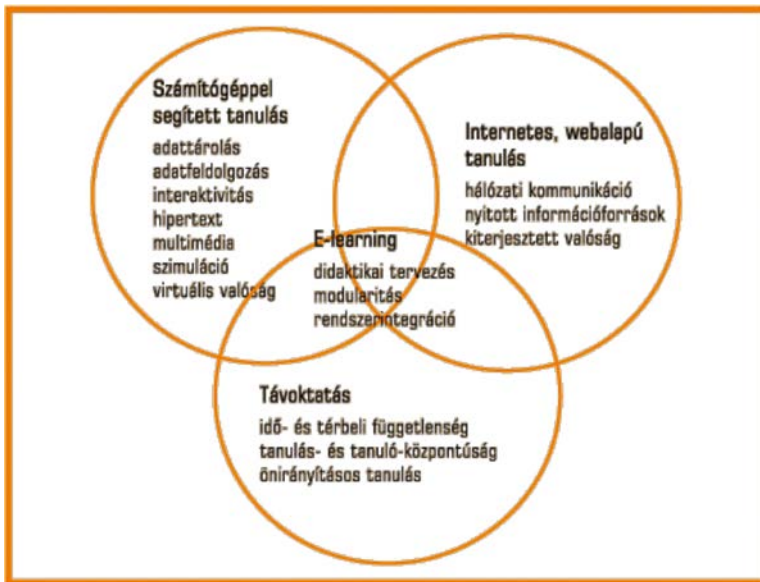 Számítógéppel
segített tanulás
adattárolás
adatfeldolgozás
interaktivitás
hipertext
multimédia
szimuláció
virtuális valóság
Internetes, webalapú
tanulás
hálózati kommunikáció
nyitott információforrások
kiterjesztett valóság
E-learning
didaktikai tervezés
modularitás
rendszerintegráció
Távoktatás
idő- és térbeli függetlenség
tanulás- és tanuló-központúság
önirányításos tanulás